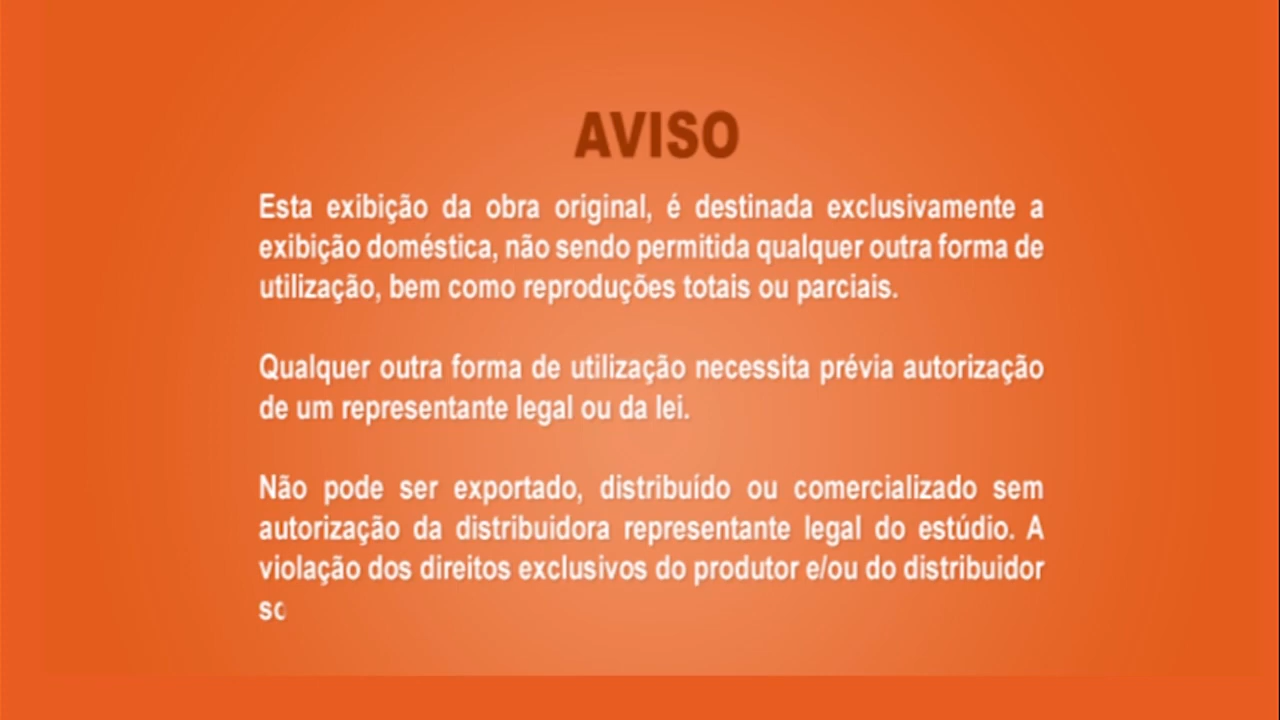 AVISO
Esta exibição da obra original, é destinada exclusivamente a
exibição doméstica, não sendo permitida qualquer outra forma de
utilização, bem como reproduções totais ou parciais.
Qualquer outra forma de utilização necessita prévia autorização
de um representante legal ou da lei.
Não pode ser exportado, distribuído ou comercializado sem
autorização da distribuidora representante legal do estúdio. A
violação dos direitos exclusivos do produtor e/ou do distribuidor